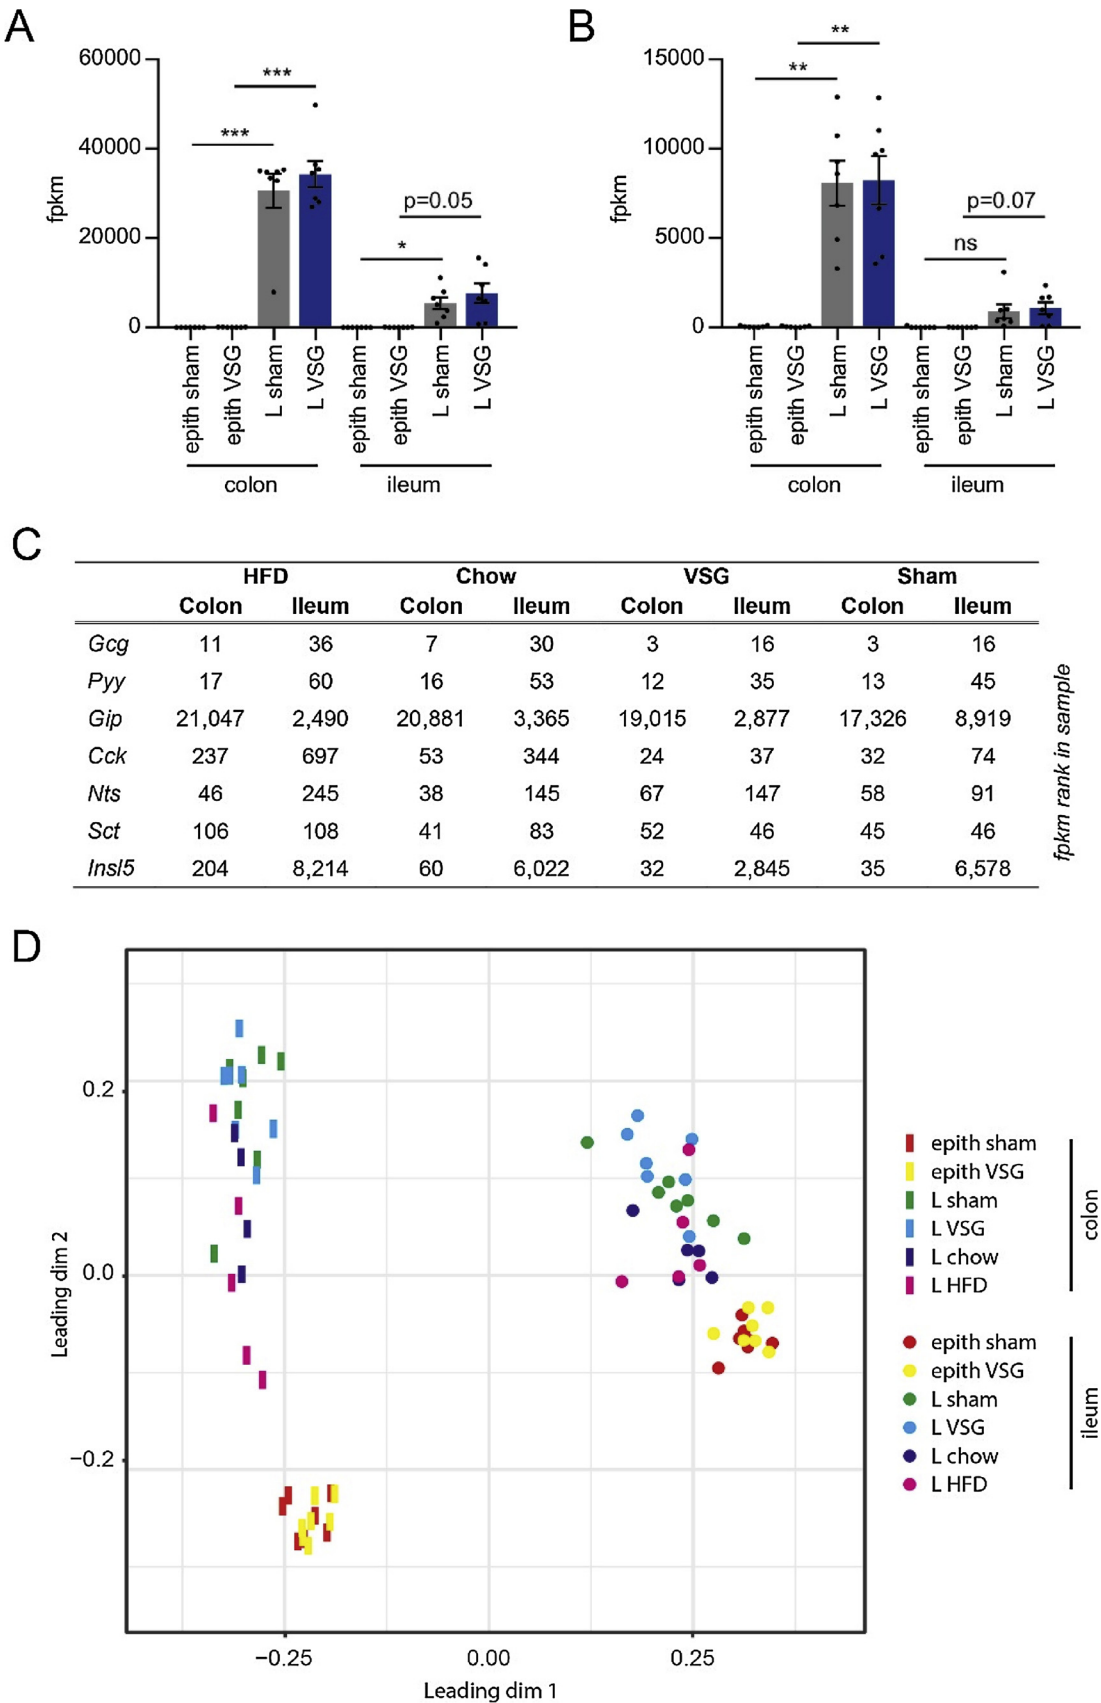 A
60000
40000
20000
0
fpkm
***
***
*
p=0.05
epith sham
epith VSG
L sham
L VSG
epith sham
epith VSG
L sham
L VSG
colon
ileum
B
15000
10000
5000
0
fpkm
**
**
ns
p=0.07
epith sham
epith VSG
L sham
L VSG
epith sham
epith VSG
L sham
L VSG
colon
ileum
C
HFD Chow VSG Sham
Colon Ileum Colon Ileum Colon Ileum Colon Ileum
Gcg 11 36 7 30 3 16 3 16
Pyy 17 60 16 53 12 35 13 45
Gip 21,047 2,490 20,881 3,365 19,015 2,877 17,326 8,919
Cck 237 697 53 344 24 37 32 74
Nts 46 245 38 145 67 147 58 91
Sct 106 108 41 83 52 46 45 46
Insl5 204 8,214 60 6,022 32 2,845 35 6,578
fpkm rank in sample
D
0.2
0.0
−0.2
Leading dim 2
−0.25
0.00
0.25
Leading dim 1
epith sham
epith VSG
L sham
L VSG
L chow
L HFD
colon
epith sham
epith VSG
L sham
L VSG
L chow
L HFD
ileum